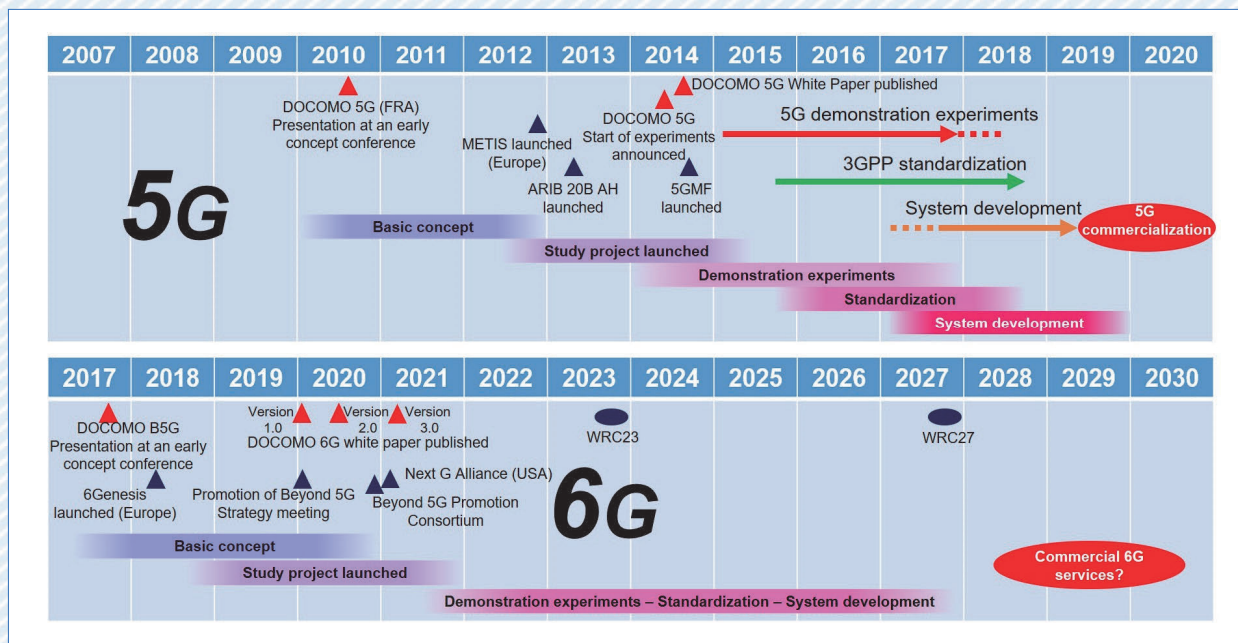 2007 2008 2009 2010 2011 2012 2013 2014 2015 2016 2017 2018 2019 2020
DOCOMO 5G White Paper published
DOCOMO 5G (FRA)
Presentation at an early
concept conference
DOCOMO 5G
Start of experiments
announced
5G demonstration experiments
METIS launched
(Europe)
ARIB 20B AH
launched
5GMF
launched
3GPP standardization
5G
System development
5G
commercialization
Basic concept
Study project launched
Demonstration experiments
Standardization
System development
2017 2018 2019 2020 2021 2022 2023 2024 2025 2026 2027 2028 2029 2030
DOCOMO B5G
Presentation at an early
concept conference
Version
1.0
Version
2.0
Version
3.0
DOCOMO 6G white paper published
WRC23
WRC27
6Genesis
launched (Europe)
Promotion of Beyond 5G
Strategy meeting
Next G Alliance (USA)
Beyond 5G Promotion
Consortium
6G
Basic concept
Study project launched
Demonstration experiments – Standardization – System development
Commercial 6G
services?